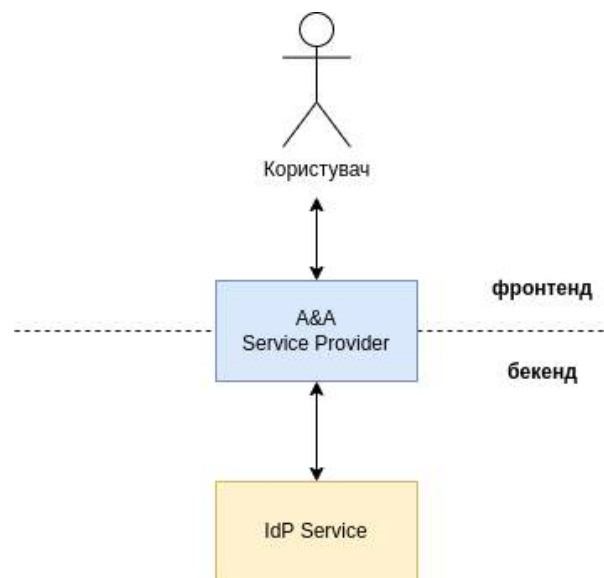 Користувач
фронтенд
A&A
Service Provider
бекенд
IdP Service